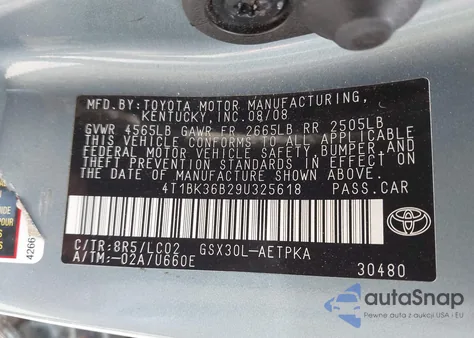 MFD.BY:TOYOTA MOTOR MANUFACTURING,
KENTUCKY,INC.08/08
GVWR 4565LB GAWR FR 2665LB RR 2505LB
THIS VEHICLE CONFORMS TO ALL APPLICABLE
FEDERAL MOTOR VEHICLE SAFETY, BUMPER, AND THEFT
PREVENTION STANDARDS IN EFFECT ON
THE DATE OF MANUFACTURE SHOWN ABOVE.
4T1BK36B29U325618 PASS.CAR
C/TR:8R5/LC02 GSX30L-AETPKA
A/TM:-02A/U660E
30480
TOYOTA
4266
autoSnap
Pewne auta z aukcji USA - EU